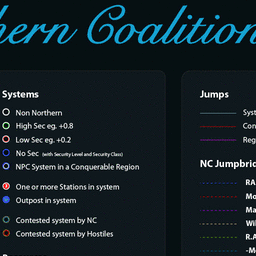 hern Coalition
Systems
Non Northern
High Sec eg. +0.8
Low Sec eg. +0.2
No Sec (with Security Level and Security Class)
NPC System in a Conquerable Region
One or more Stations in system
Outpost in system
Contested system by NC
Contested system by Hostiles
Jumps
Syst
Con
Reg
NC Jumpbri
RA
Mo
Ma
Wi
R.A
-M